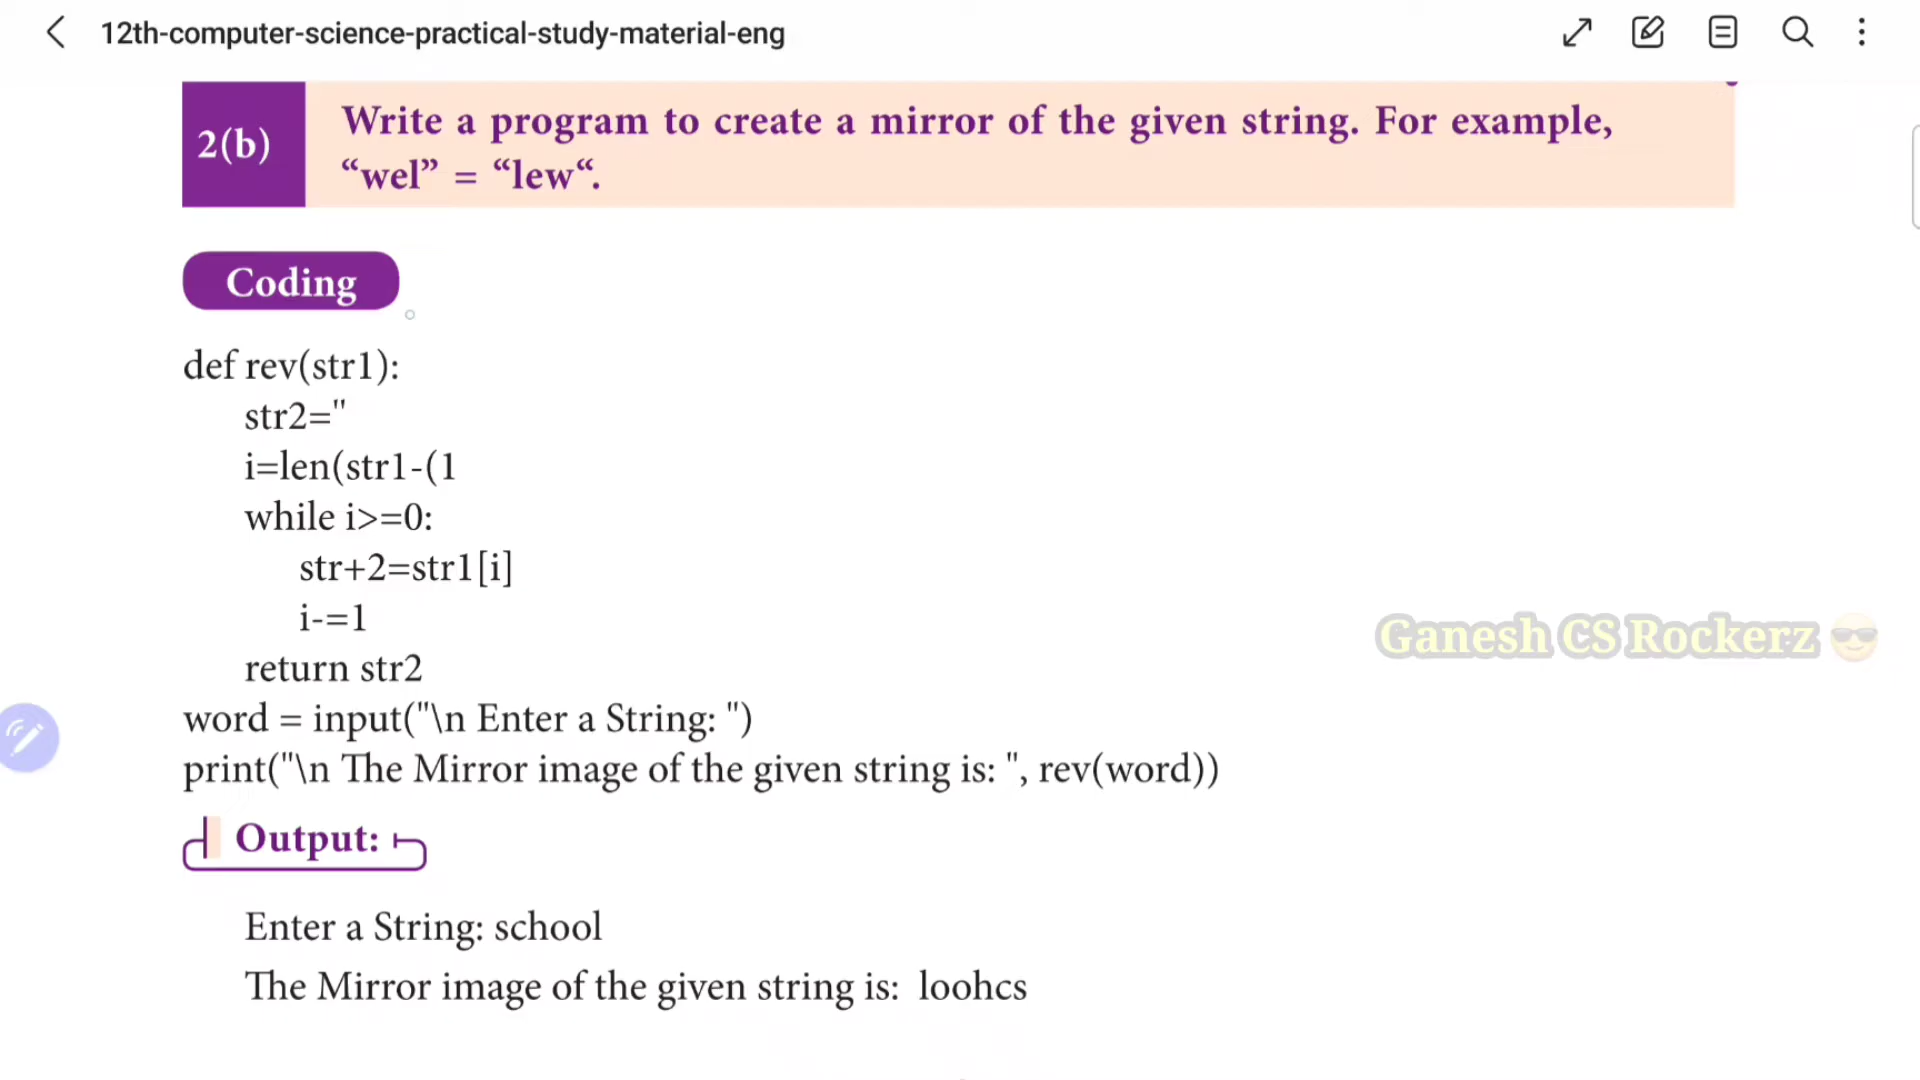 12th-computer-science-practical-study-material-eng
2(b)
Write a program to create a mirror of the given string. For example,
“wel” = “lew“.
Coding
def rev(str1):
str2=''
i=len(str1-(1
while i>=0:
str+2=str1[i]
i-=1
return str2
word = input("\n Enter a String: ")
print("\n The Mirror image of the given string is: ", rev(word))
Ganesh CS Rockerz 😎
Output:
Enter a String: school
The Mirror image of the given string is: loohcs